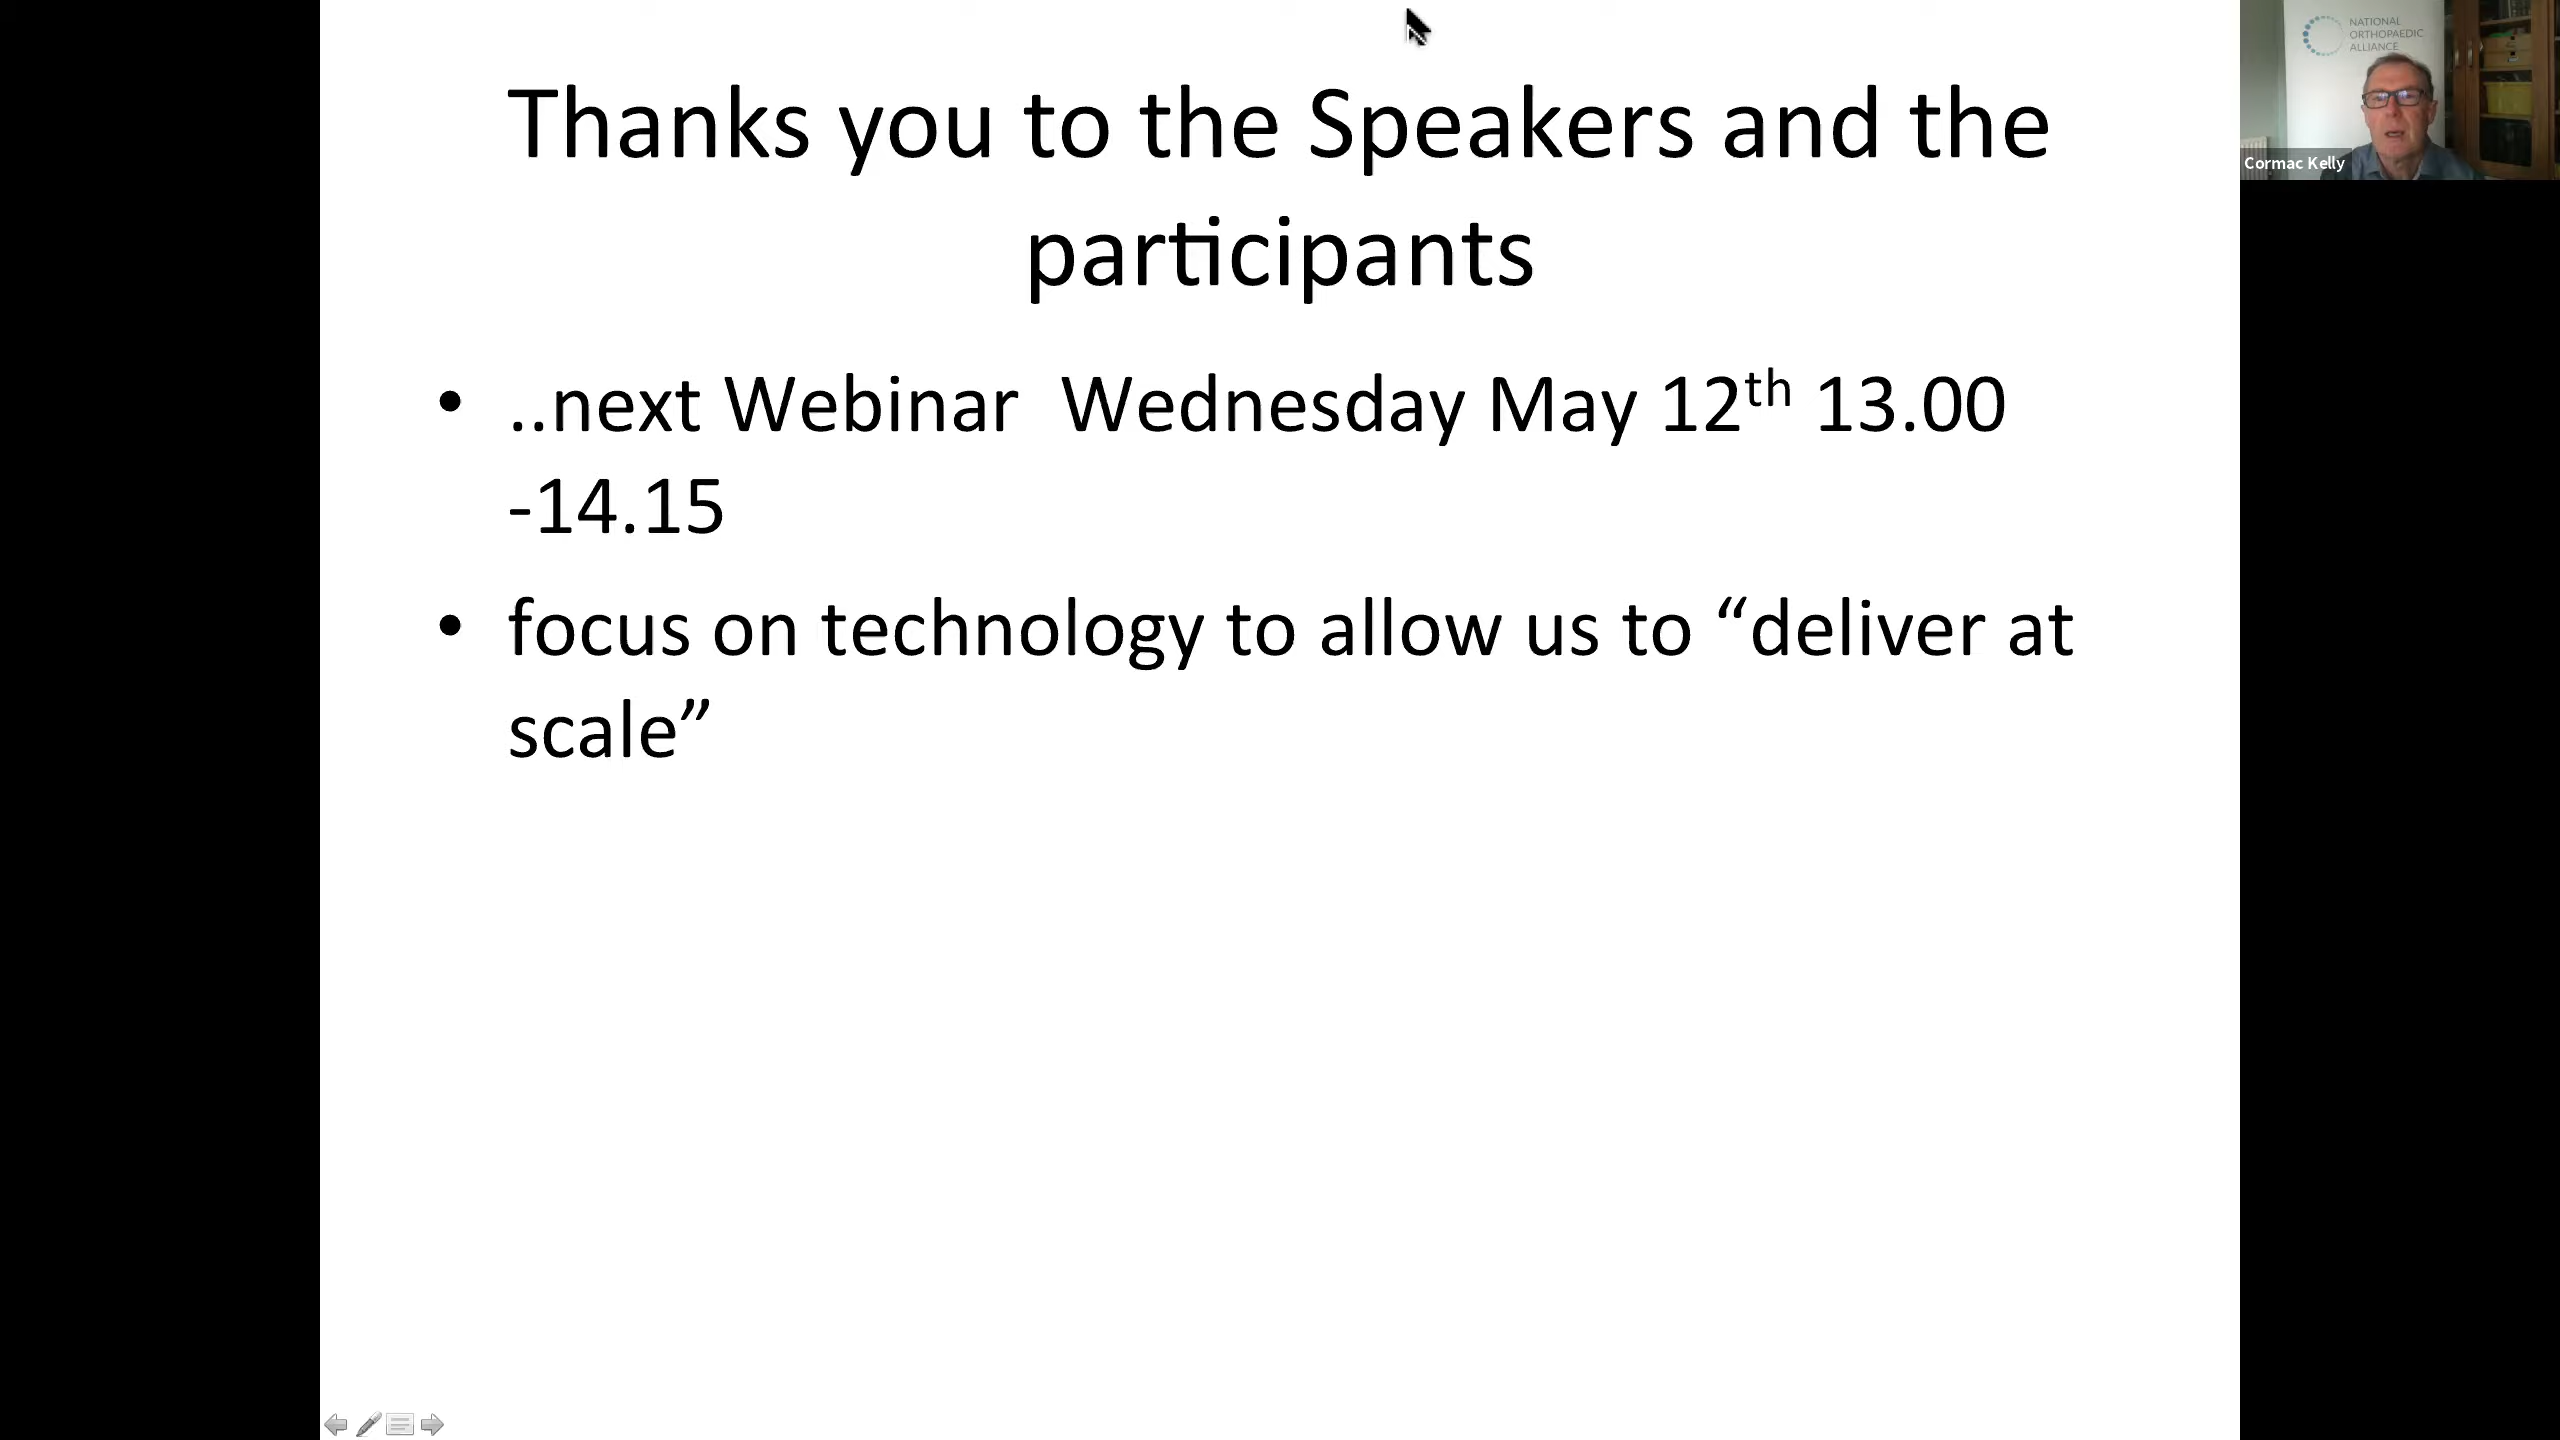 Thanks you to the Speakers and the
participants
• ..next Webinar  Wednesday May 12th 13.00
-14.15
• focus on technology to allow us to “deliver at
scale”
NATIONAL
ORTHOPAEDIC
ALLIANCE
Cormac Kelly